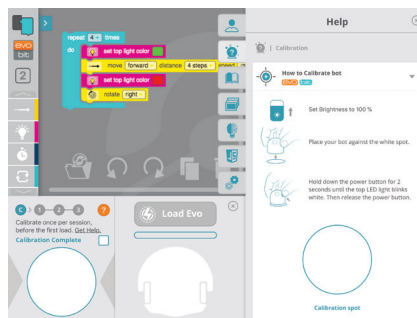 evo
bit
2
repeat 4 times
do set top light color
move forward distance 4 steps speed
set top light color
rotate right
C 1 2 3 ?
Calibrate once per session,
before the first load. Get Help.
Calibration Complete
Load Evo
Help
Calibration
How to Calibrate bot
EVO bit
Set Brightness to 100 %
Place your bot against the white spot.
Hold down the power button for 2
seconds until the top LED light blinks
white. Then release the power button.
Calibration spot